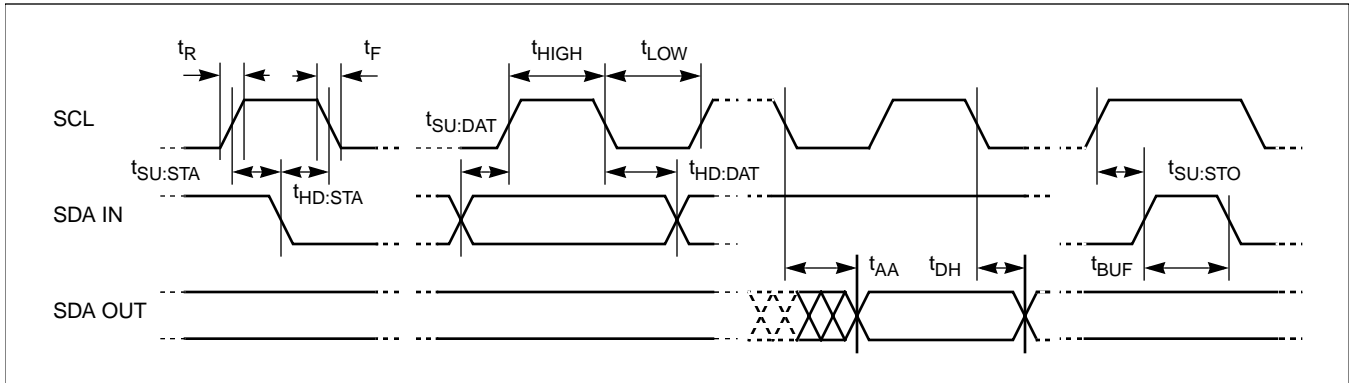 tR
tF
tHIGH
tLOW
SCL
tSU:DAT
tSU:STA
tHD:STA
tHD:DAT
tSU:STO
SDA IN
tAA
tDH
tBUF
SDA OUT